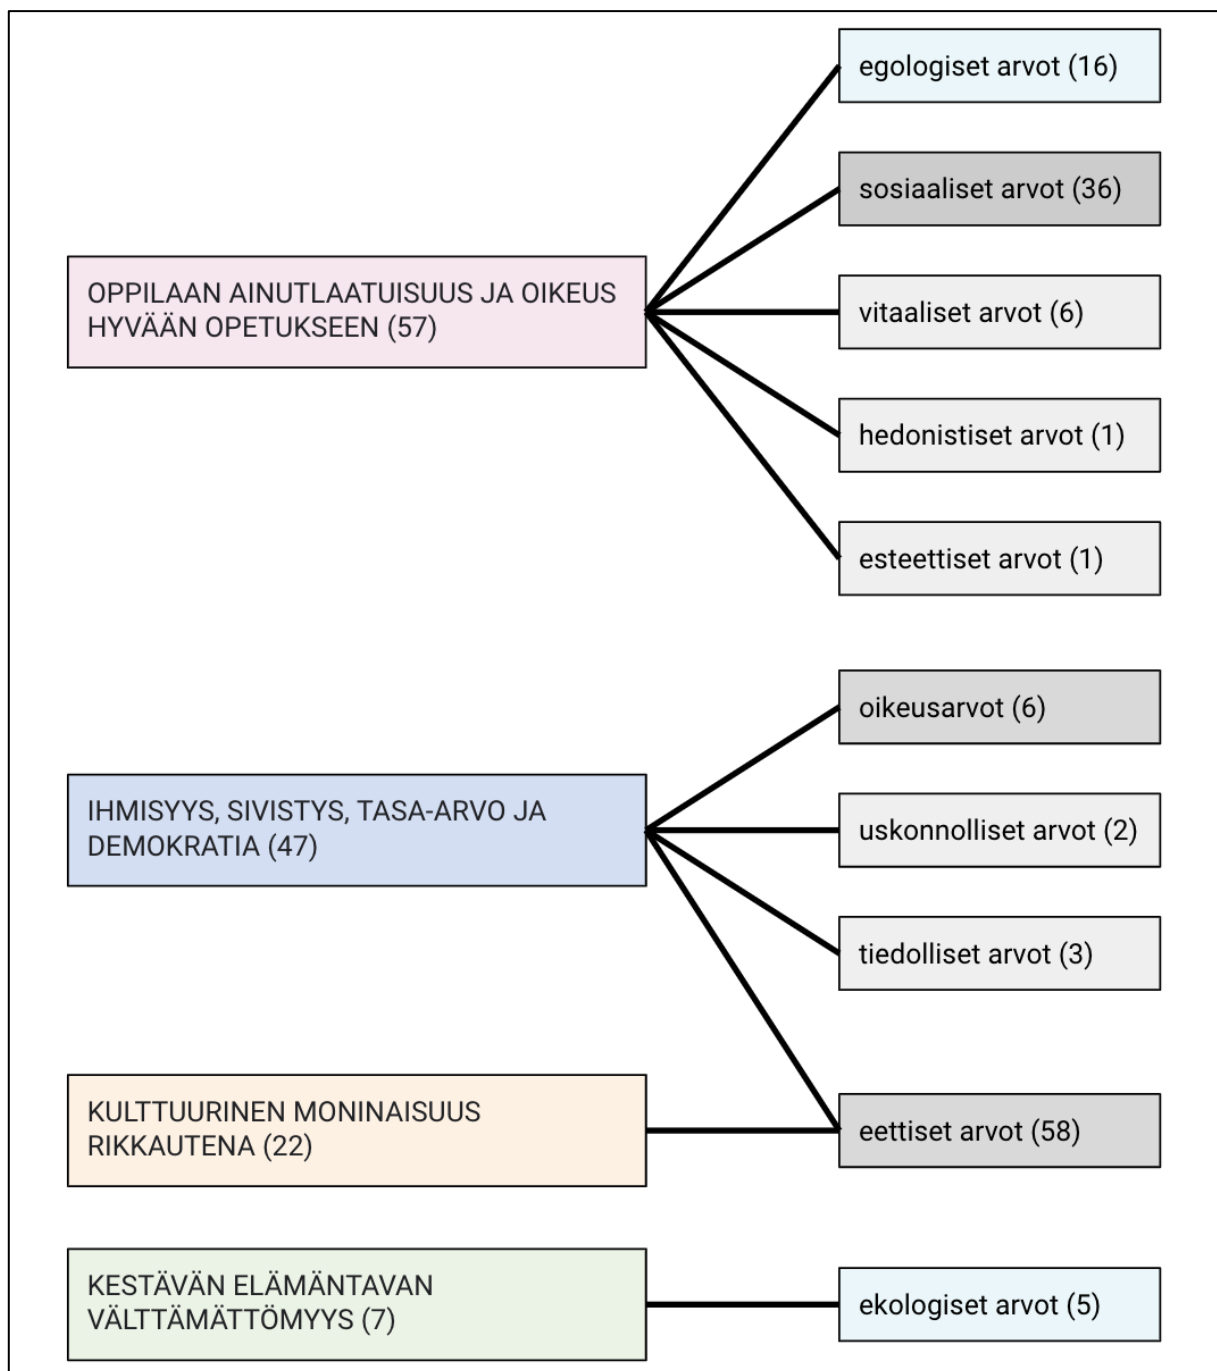 egologiset arvot (16)
sosiaaliset arvot (36)
OPPILAAN AINUTLAATUISUUS JA OIKEUS
HYVÄÄN OPETUKSEEN (57)
vitaaliset arvot (6)
hedonistiset arvot (1)
esteettiset arvot (1)
oikeusarvot (6)
IHMISYYS, SIVISTYS, TASA-ARVO JA
DEMOKRATIA (47)
uskonnolliset arvot (2)
tiedolliset arvot (3)
KULTTUURINEN MONINAISUUS
RIKKAUTENA (22)
eettiset arvot (58)
KESTÄVÄN ELÄMÄNTAVAN
VÄLTTÄMÄTTÖMYYS (7)
ekologiset arvot (5)